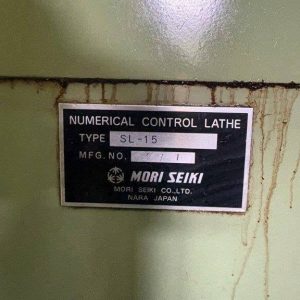 NUMERICAL CONTROL LATHE
TYPE SL-15
MFG. NO.
MORI SEIKI
MORI SEIKI CO.,LTD.
NARA JAPAN